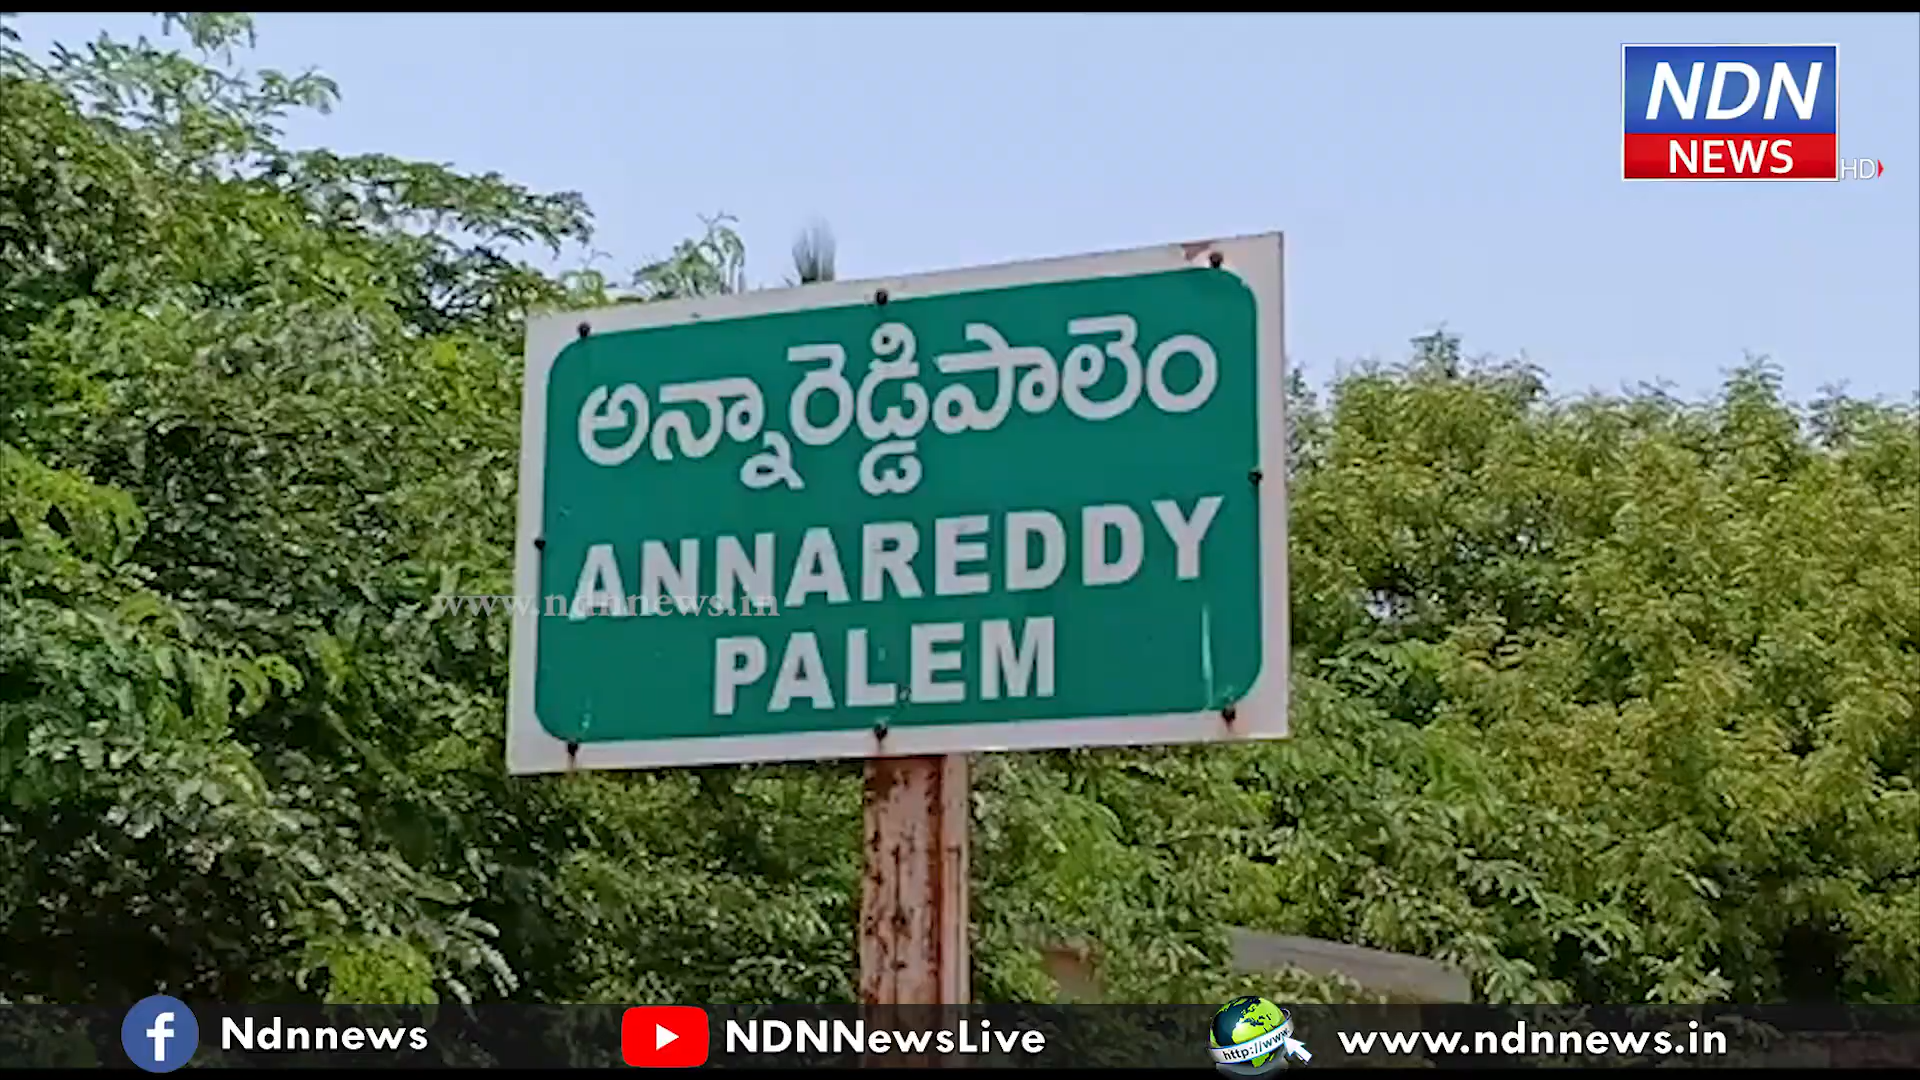 NDN
NEWS
HD
అన్నారెడ్డిపాలెం
ANNAREDDY
PALEM
www.ndnnews.in
Ndnnews
NDNNewsLive
http://www.
www.ndnnews.in